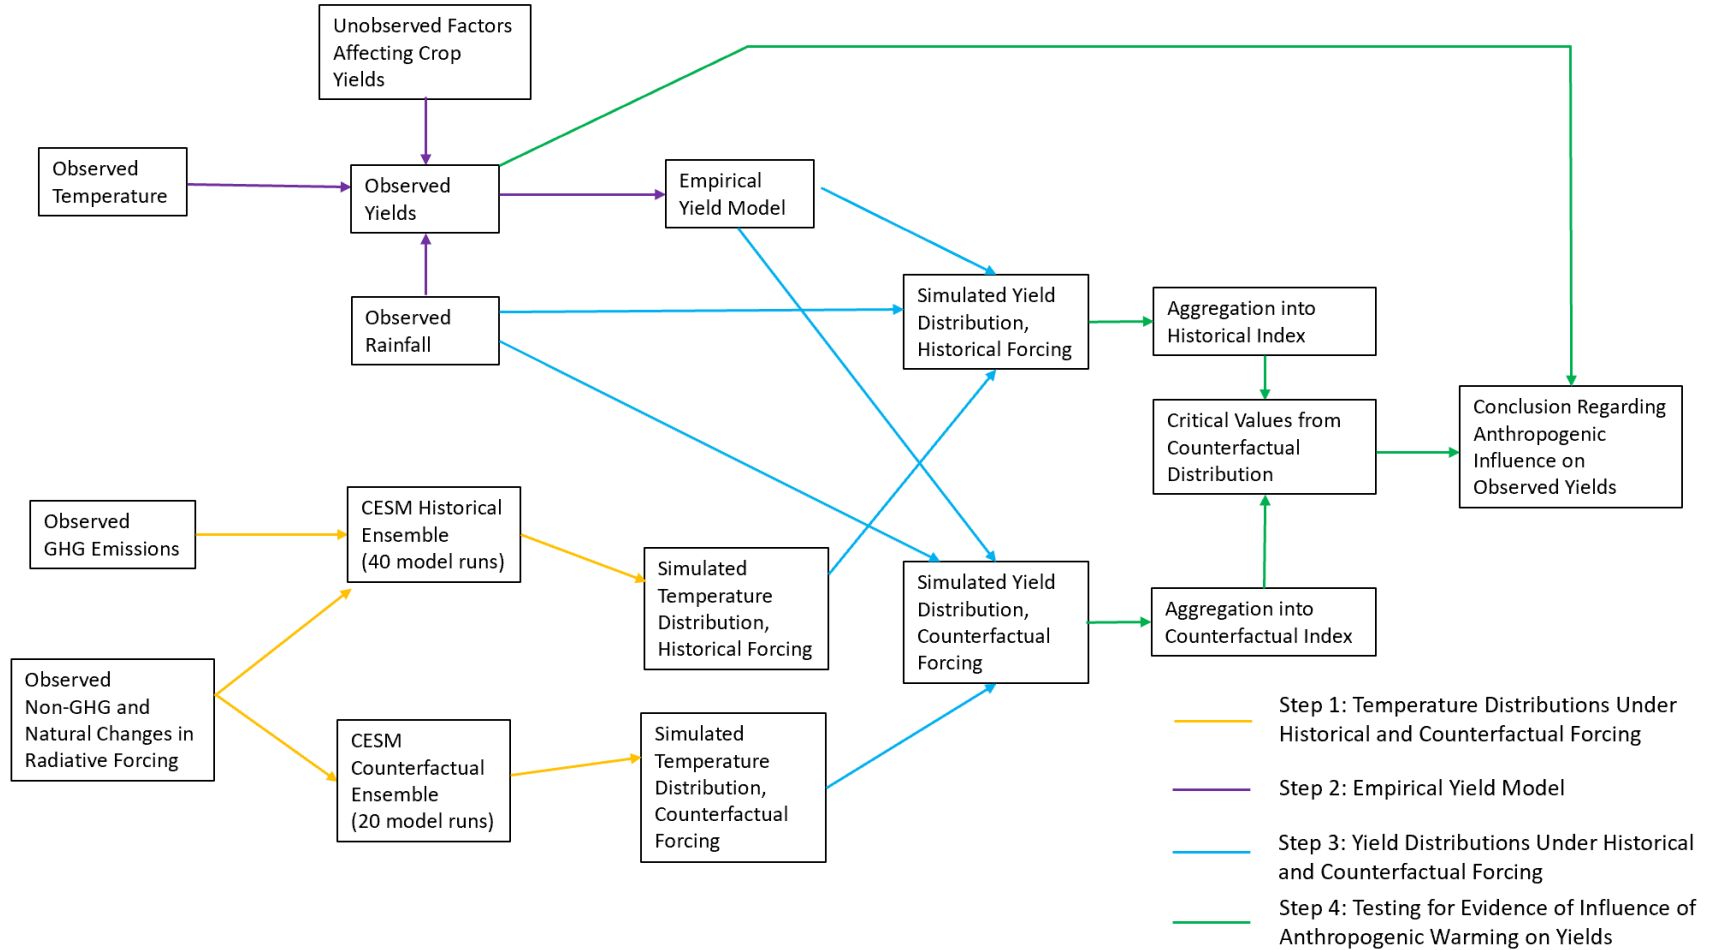 Unobserved Factors
Affecting Crop
Yields
Observed
Temperature
Observed
Yields
Empirical
Yield Model
Observed
Rainfall
Simulated Yield
Distribution,
Historical Forcing
Aggregation into
Historical Index
Critical Values from
Counterfactual
Distribution
Conclusion Regarding
Anthropogenic
Influence on
Observed Yields
Observed
GHG Emissions
CESM Historical
Ensemble
(40 model runs)
Simulated
Temperature
Distribution,
Historical Forcing
Simulated Yield
Distribution,
Counterfactual
Forcing
Aggregation into
Counterfactual Index
Observed
Non-GHG and
Natural Changes in
Radiative Forcing
CESM
Counterfactual
Ensemble
(20 model runs)
Simulated
Temperature
Distribution,
Counterfactual
Forcing
Step 1: Temperature Distributions Under
Historical and Counterfactual Forcing
Step 2: Empirical Yield Model
Step 3: Yield Distributions Under Historical
and Counterfactual Forcing
Step 4: Testing for Evidence of Influence of
Anthropogenic Warming on Yields